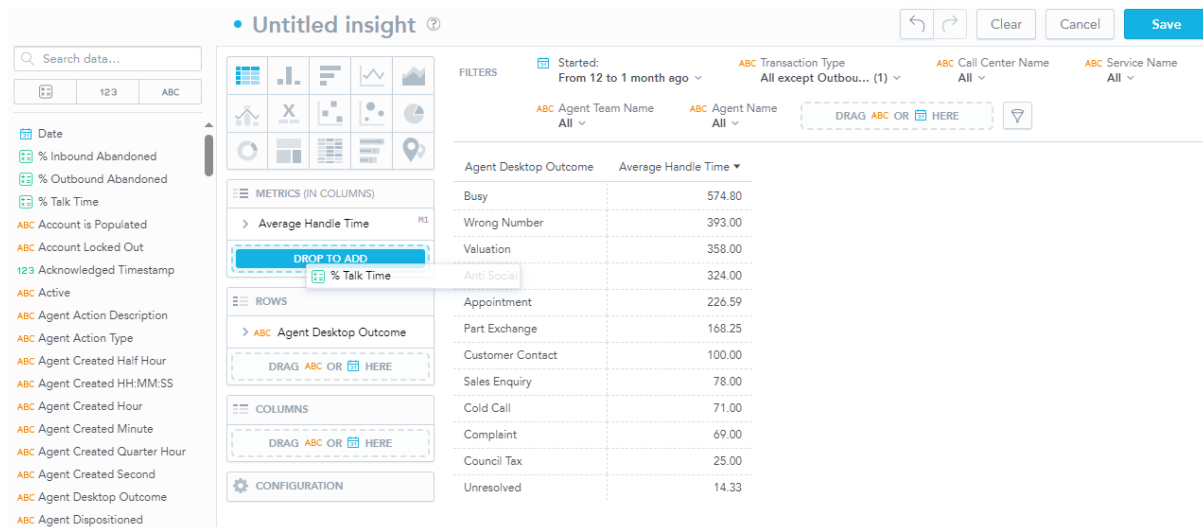 Untitled insight ?
Clear
Cancel
Save
Search data...
123
ABC
Date
% Inbound Abandoned
% Outbound Abandoned
% Talk Time
ABC Account is Populated
ABC Account Locked Out
123 Acknowledged Timestamp
ABC Active
ABC Agent Action Description
ABC Agent Action Type
ABC Agent Created Half Hour
ABC Agent Created HH:MM:SS
ABC Agent Created Hour
ABC Agent Created Minute
ABC Agent Created Quarter Hour
ABC Agent Created Second
ABC Agent Desktop Outcome
ABC Agent Dispositioned
METRICS (IN COLUMNS)
Average Handle Time M1
DROP TO ADD
% Talk Time
ROWS
ABC Agent Desktop Outcome
DRAG ABC OR 31 HERE
COLUMNS
DRAG ABC OR 31 HERE
CONFIGURATION
FILTERS
Started:
From 12 to 1 month ago
ABC Transaction Type
All except Outbou... (1)
ABC Call Center Name
All
ABC Service Name
All
ABC Agent Team Name
All
ABC Agent Name
All
DRAG ABC OR 31 HERE
Agent Desktop Outcome Average Handle Time
Busy 574.80
Wrong Number 393.00
Valuation 358.00
Anti Social 324.00
Appointment 226.59
Part Exchange 168.25
Customer Contact 100.00
Sales Enquiry 78.00
Cold Call 71.00
Complaint 69.00
Council Tax 25.00
Unresolved 14.33